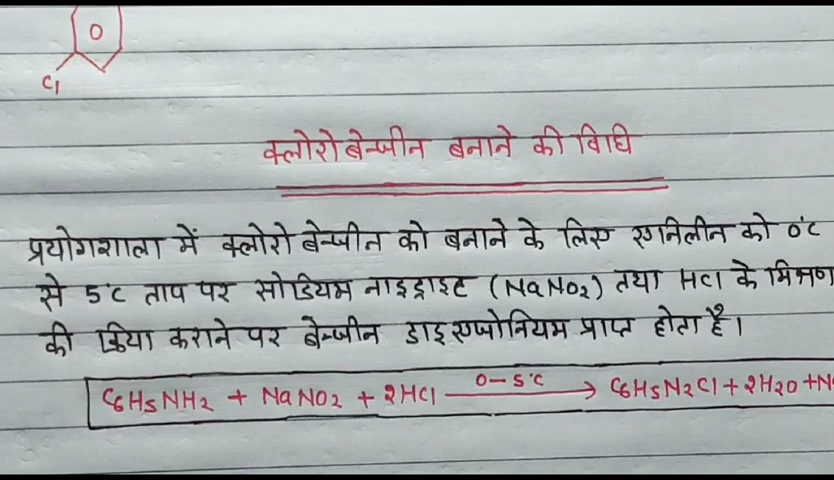 O
Cl
क्लोरो बेन्जीन बनाने की विधि
प्रयोगशाला में क्लोरो बेन्जीन को बनाने के लिए एनिलीन को 0°C
से 5°C ताप पर सोडियम नाइट्राइट (NaNO2) तथा HCl के मिश्रण
की क्रिया कराने पर बेन्जीन डाइएजोनियम प्राप्त होता है।
C6H5NH2 + NaNO2 + 2HCl 0-5°C → C6H5N2Cl + 2H2O + N